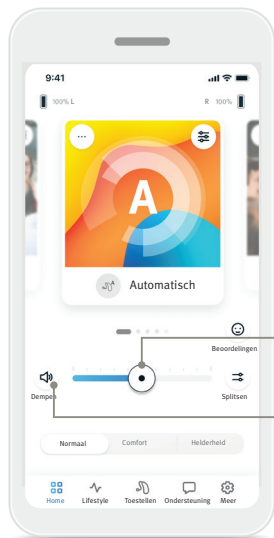 9:41
100% L
R 100%
A
Automatisch
Beoordelingen
Dempen
Splitsen
Normaal Comfort Helderheid
Home Lifestyle Toestellen Ondersteuning Meer